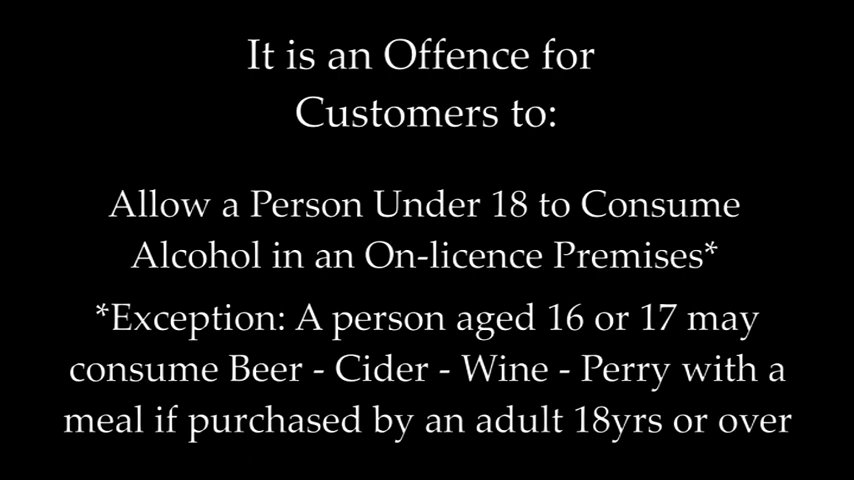 It is an Offence for
Customers to:
Allow a Person Under 18 to Consume
Alcohol in an On-licence Premises*
*Exception: A person aged 16 or 17 may
consume Beer - Cider - Wine - Perry with a
meal if purchased by an adult 18yrs or over